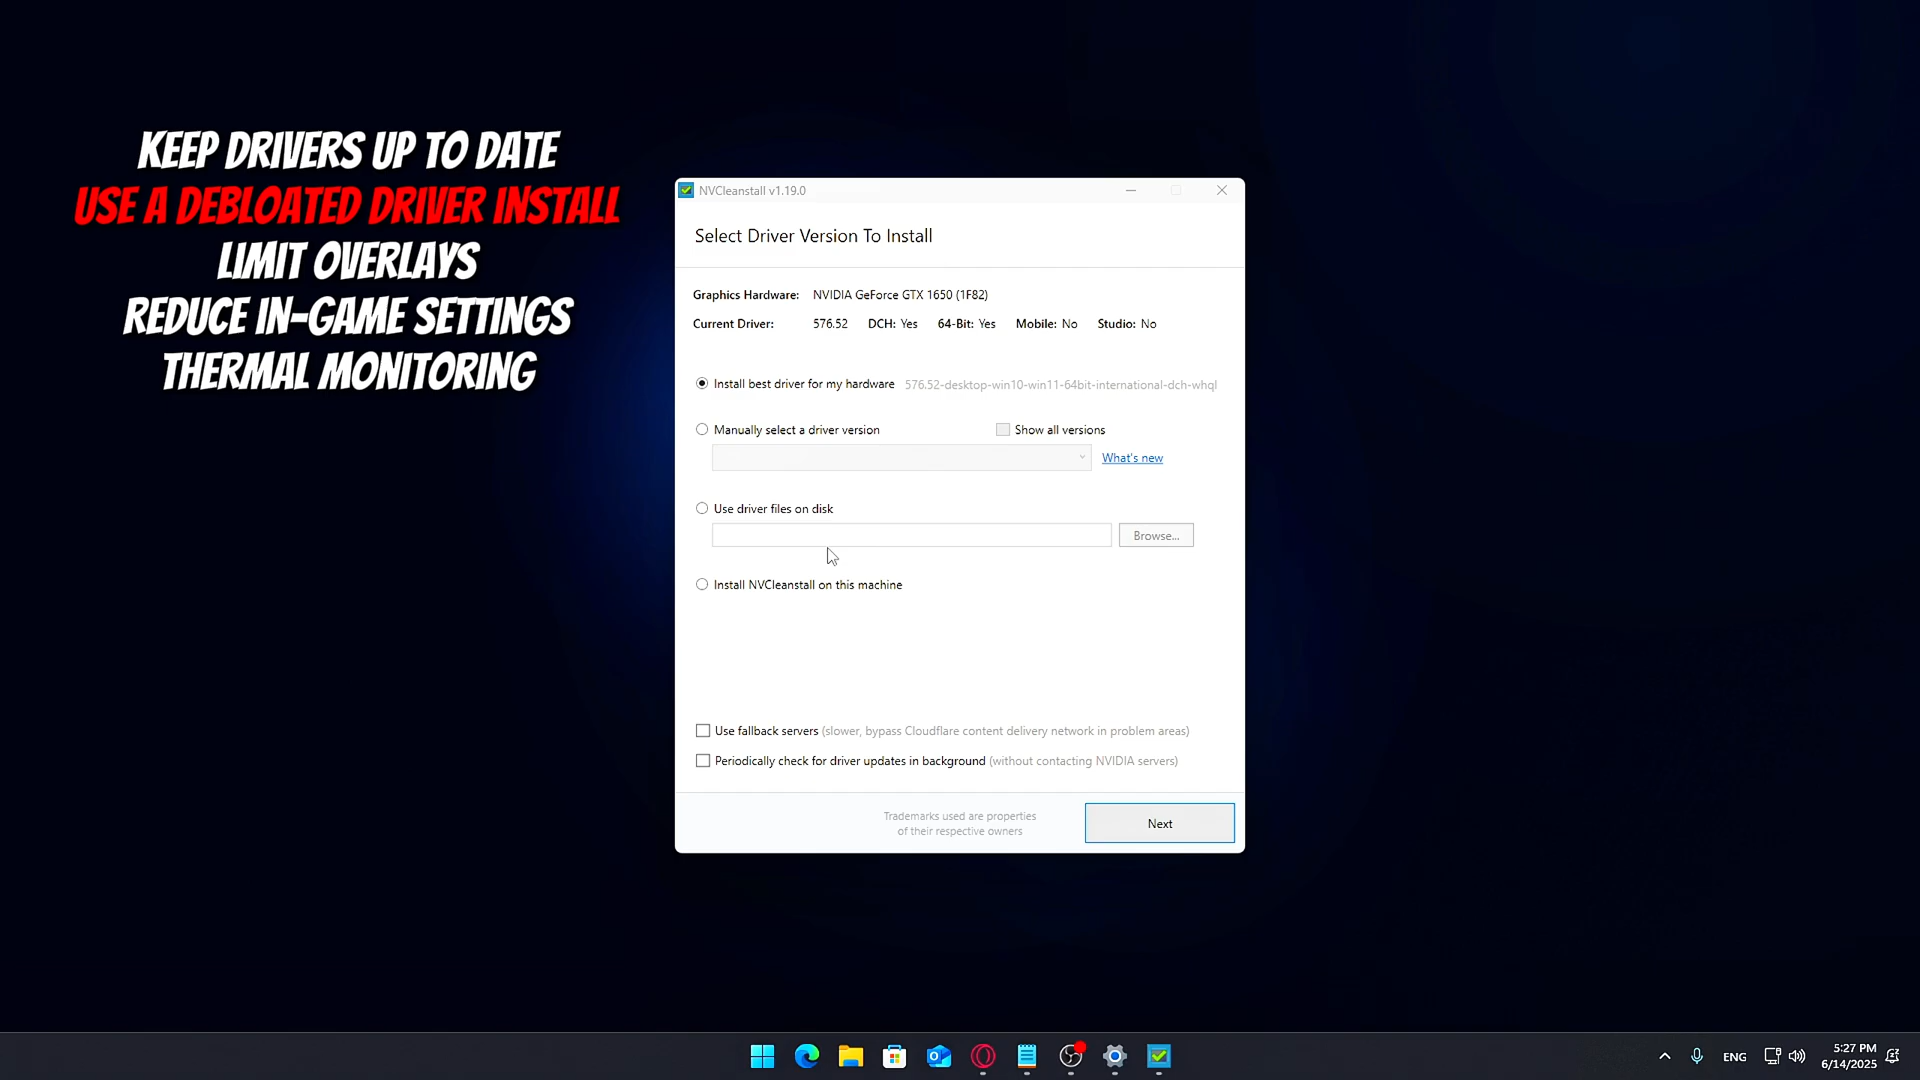 KEEP DRIVERS UP TO DATE
USE A DEBLOATED DRIVER INSTALL
LIMIT OVERLAYS
REDUCE IN-GAME SETTINGS
THERMAL MONITORING
NVCleanstall v1.19.0
Select Driver Version To Install
Graphics Hardware: NVIDIA GeForce GTX 1650 (1F82)
Current Driver: 576.52 DCH: Yes 64-Bit: Yes Mobile: No Studio: No
Install best driver for my hardware 576.52-desktop-win10-win11-64bit-international-dch-whql
Manually select a driver version Show all versions
What's new
Use driver files on disk
Browse...
Install NVCleanstall on this machine
Use fallback servers (slower, bypass Cloudflare content delivery network in problem areas)
Periodically check for driver updates in background (without contacting NVIDIA servers)
Trademarks used are properties
of their respective owners
Next
ENG
5:27 PM
6/14/2025